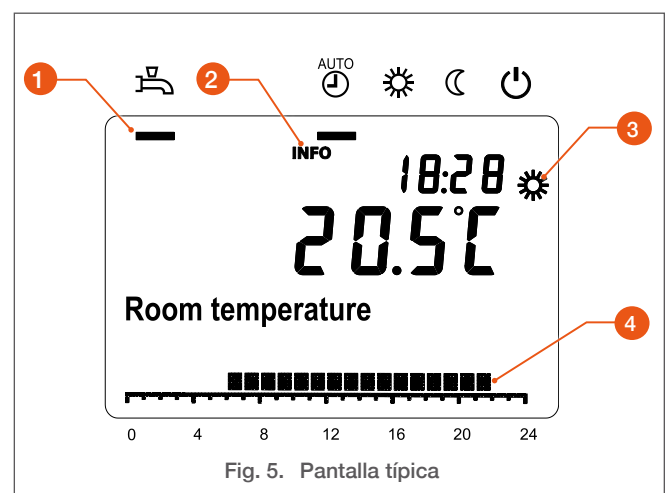 AUTO
1
2
INFO
3
18:28
20.5°C
Room temperature
4
0 4 8 12 16 20 24
Fig. 5. Pantalla típica